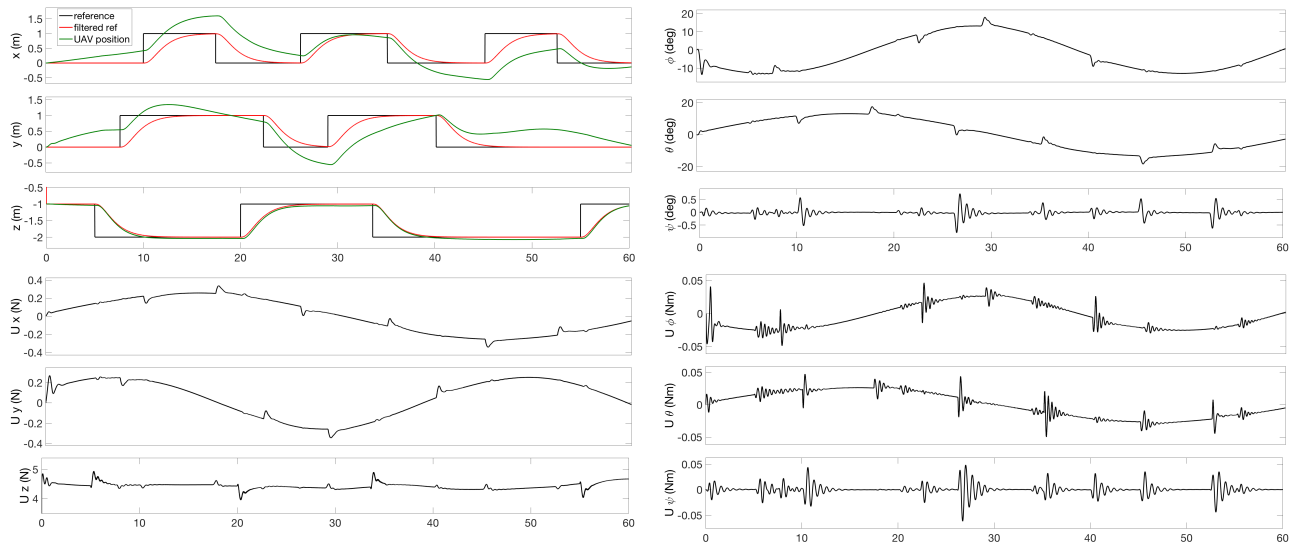 reference
filtered ref
UAV position
x (m)
1.5
1
0.5
0
-0.5
y (m)
1.5
1
0.5
0
-0.5
z (m)
-0.5
-1
-1.5
-2
0 10 20 30 40 50 60
U x (N)
0.4
0.2
0
-0.2
-0.4
U y (N)
0.2
0
-0.2
-0.4
U z (N)
5
4
0 10 20 30 40 50 60
ϕ (deg)
20
10
0
-10
θ (deg)
20
0
-20
ψ (deg)
0.5
0
-0.5
0 10 20 30 40 50 60
U ϕ (Nm)
0.05
0
-0.05
U θ (Nm)
0.05
0
-0.05
U ψ (Nm)
0.05
0
-0.05
0 10 20 30 40 50 60